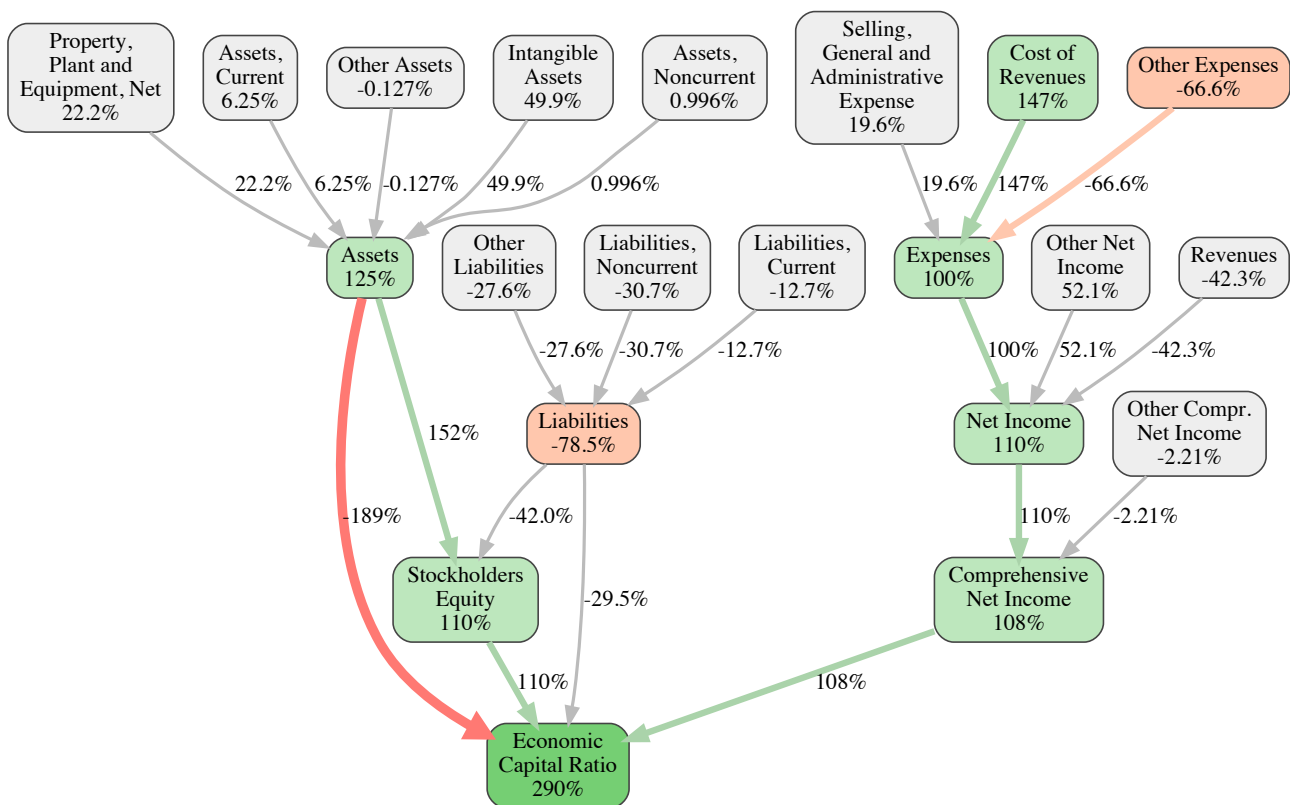 Property,
Plant and
Equipment, Net
22.2%
Assets,
Current
6.25%
Other Assets
-0.127%
Intangible
Assets
49.9%
Assets,
Noncurrent
0.996%
Selling,
General and
Administrative
Expense
19.6%
Cost of
Revenues
147%
Other Expenses
-66.6%
22.2%
6.25%
-0.127%
49.9%
0.996%
19.6%
147%
-66.6%
Assets
125%
Other
Liabilities
-27.6%
Liabilities,
Noncurrent
-30.7%
Liabilities,
Current
-12.7%
Expenses
100%
Other Net
Income
52.1%
Revenues
-42.3%
-27.6%
-30.7%
-12.7%
100%
52.1%
-42.3%
152%
Liabilities
-78.5%
Net Income
110%
Other Compr.
Net Income
-2.21%
-189%
-42.0%
110%
-2.21%
Stockholders
Equity
110%
-29.5%
Comprehensive
Net Income
108%
110%
108%
Economic
Capital Ratio
290%